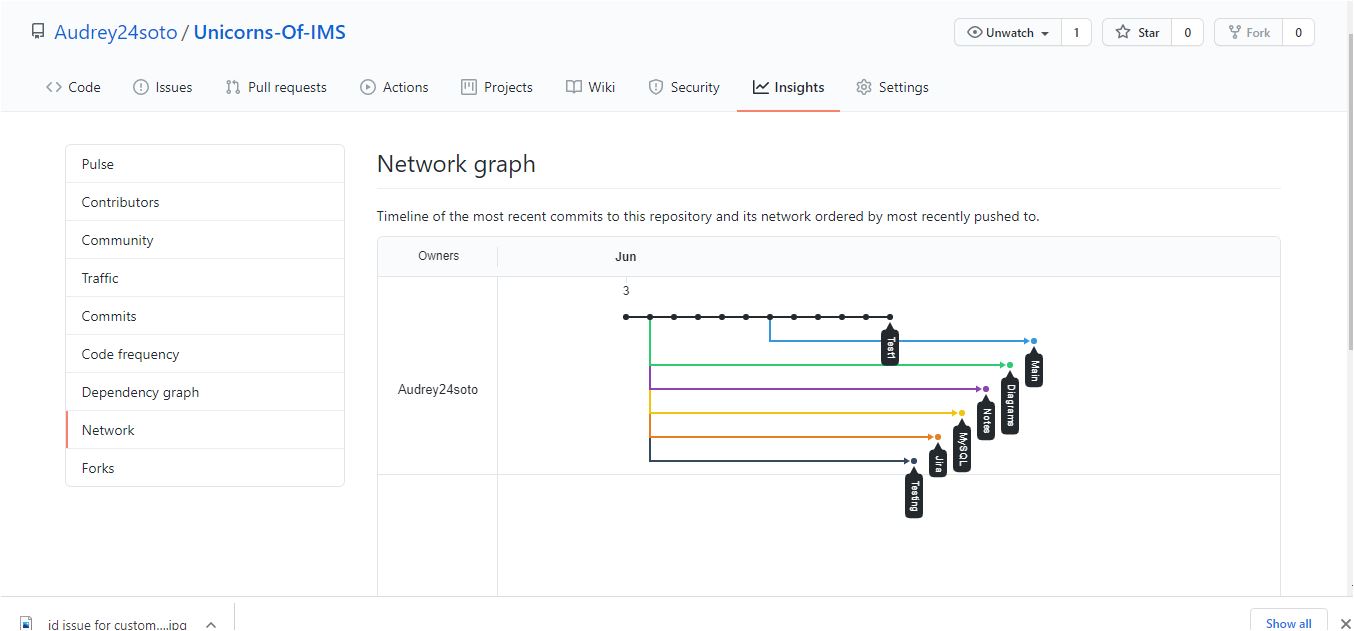 Audrey24soto / Unicorns-Of-IMS
Unwatch 1 Star 0 Fork 0
Code Issues Pull requests Actions Projects Wiki Security Insights Settings
Pulse
Contributors
Community
Traffic
Commits
Code frequency
Dependency graph
Network
Forks
Network graph
Timeline of the most recent commits to this repository and its network ordered by most recently pushed to.
Owners Jun
3
Audrey24soto
Test1
Main
Diagrams
Notes
MySQL
Jira
Testing
id issue for custom....jpg
Show all